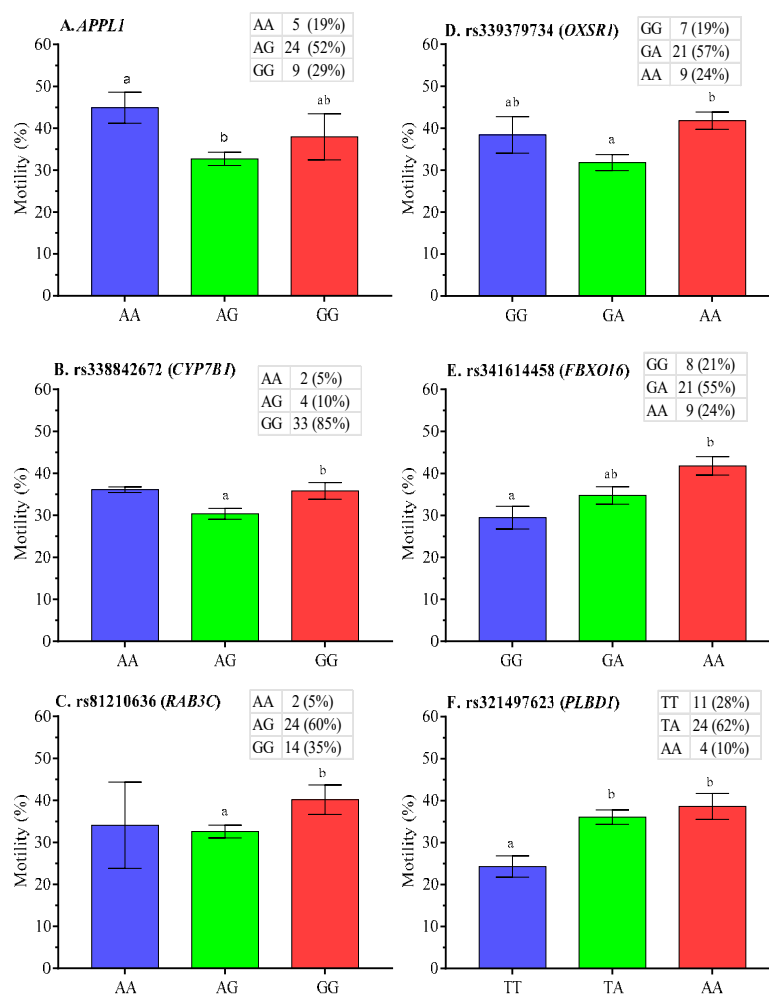 A. APPL1
AA 5 (19%)
AG 24 (52%)
GG 9 (29%)
Motility (%)
60
50
40
30
20
10
0
a
b
ab
AA AG GG
D. rs339379734 (OXSR1)
GG 7 (19%)
GA 21 (57%)
AA 9 (24%)
Motility (%)
60
50
40
30
20
10
0
ab
a
b
GG GA AA
B. rs338842672 (CYP7B1)
AA 2 (5%)
AG 4 (10%)
GG 33 (85%)
Motility (%)
60
50
40
30
20
10
0
a
b
AA AG GG
E. rs341614458 (FBXO16)
GG 8 (21%)
GA 21 (55%)
AA 9 (24%)
Motility (%)
60
50
40
30
20
10
0
a
ab
b
GG GA AA
C. rs81210636 (RAB3C)
AA 2 (5%)
AG 24 (60%)
GG 14 (35%)
Motility (%)
60
50
40
30
20
10
0
a
b
AA AG GG
F. rs321497623 (PLBD1)
TT 11 (28%)
TA 24 (62%)
AA 4 (10%)
Motility (%)
60
50
40
30
20
10
0
a
b
b
TT TA AA